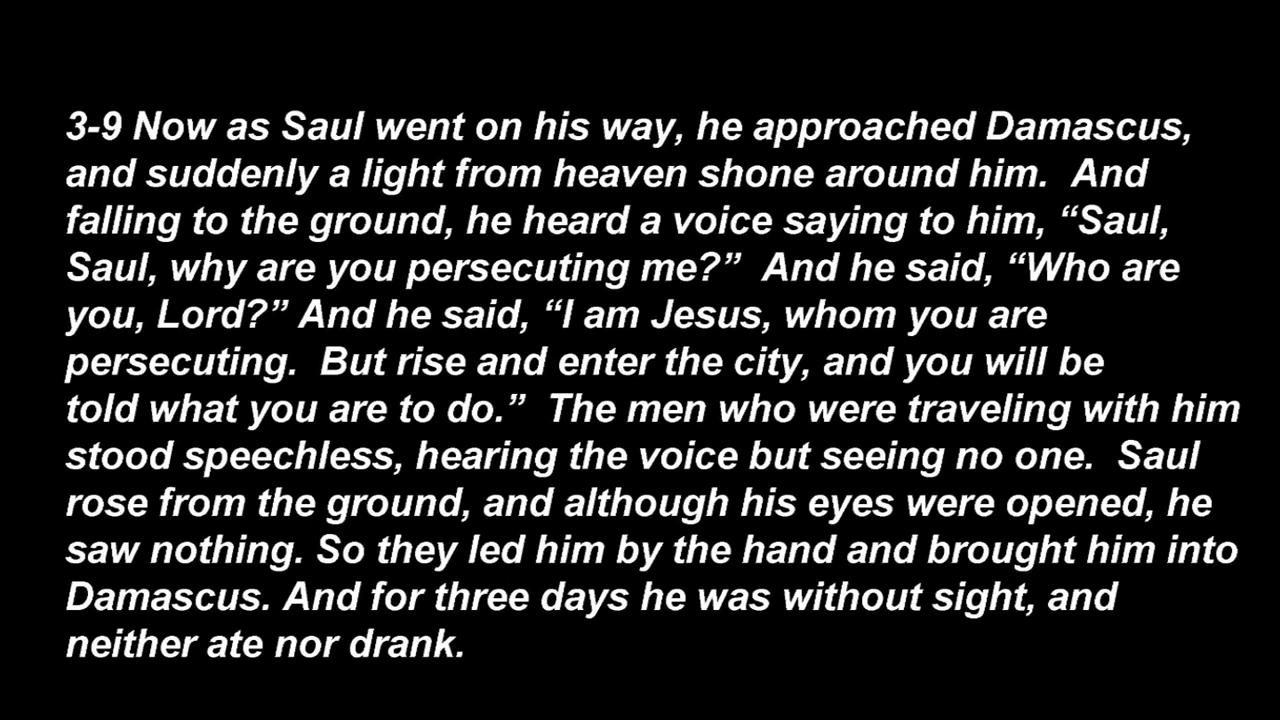 3-9 Now as Saul went on his way, he approached Damascus,
and suddenly a light from heaven shone around him.  And
falling to the ground, he heard a voice saying to him, “Saul,
Saul, why are you persecuting me?”  And he said, “Who are
you, Lord?” And he said, “I am Jesus, whom you are
persecuting.  But rise and enter the city, and you will be
told what you are to do.”  The men who were traveling with him
stood speechless, hearing the voice but seeing no one.  Saul
rose from the ground, and although his eyes were opened, he
saw nothing. So they led him by the hand and brought him into
Damascus. And for three days he was without sight, and
neither ate nor drank.